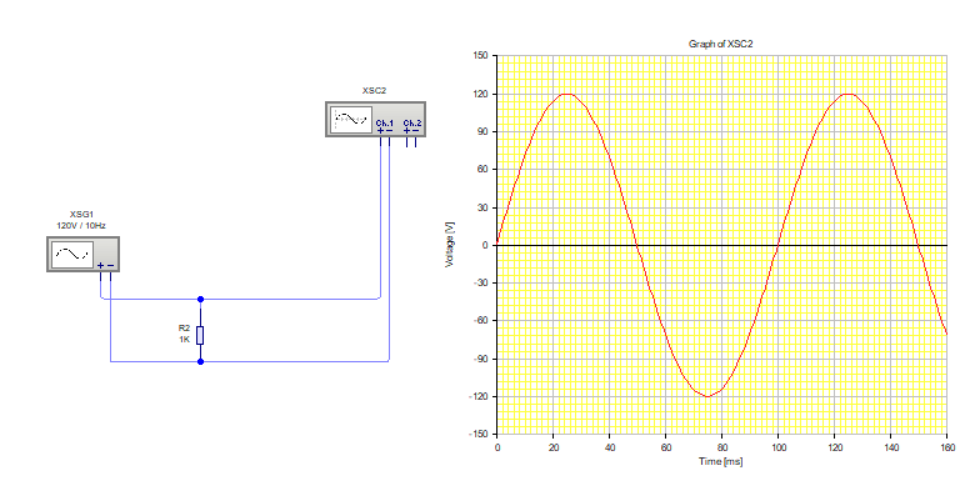 XSC2
Ch.1 Ch.2
+ − + −
XSG1
120V / 10Hz
+ −
R2
1K
Graph of XSC2
Voltage [V]
150
120
90
60
30
0
-30
-60
-90
-120
-150
0 20 40 60 80 100 120 140 160
Time [ms]